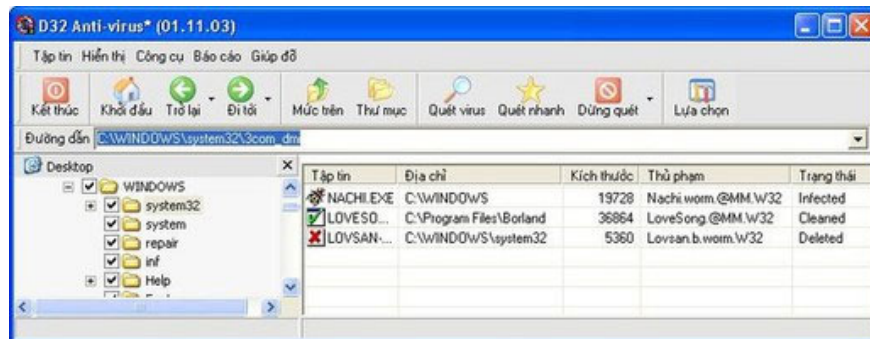 D32 Anti-virus* (01.11.03)
Tập tin Hiển thị Công cụ Báo cáo Giúp đỡ
Kết thúc Khởi đầu Trở lại Đi tới Mức trên Thư mục Quét virus Quét nhanh Dừng quét Lựa chọn
Đường dẫn C:\WINDOWS\system32\3com_dmi
Desktop
WINDOWS
system32
system
repair
inf
Help
Tập tin Địa chỉ Kích thước Thủ phạm Trạng thái
NACHI.EXE C:\WINDOWS 19728 Nachi.worm.@MM.W32 Infected
LOVESO... C:\Program Files\Borland 36864 LoveSong.@MM.W32 Cleaned
LOVSAN-... C:\WINDOWS\system32 5360 Lovsan.b.worm.W32 Deleted